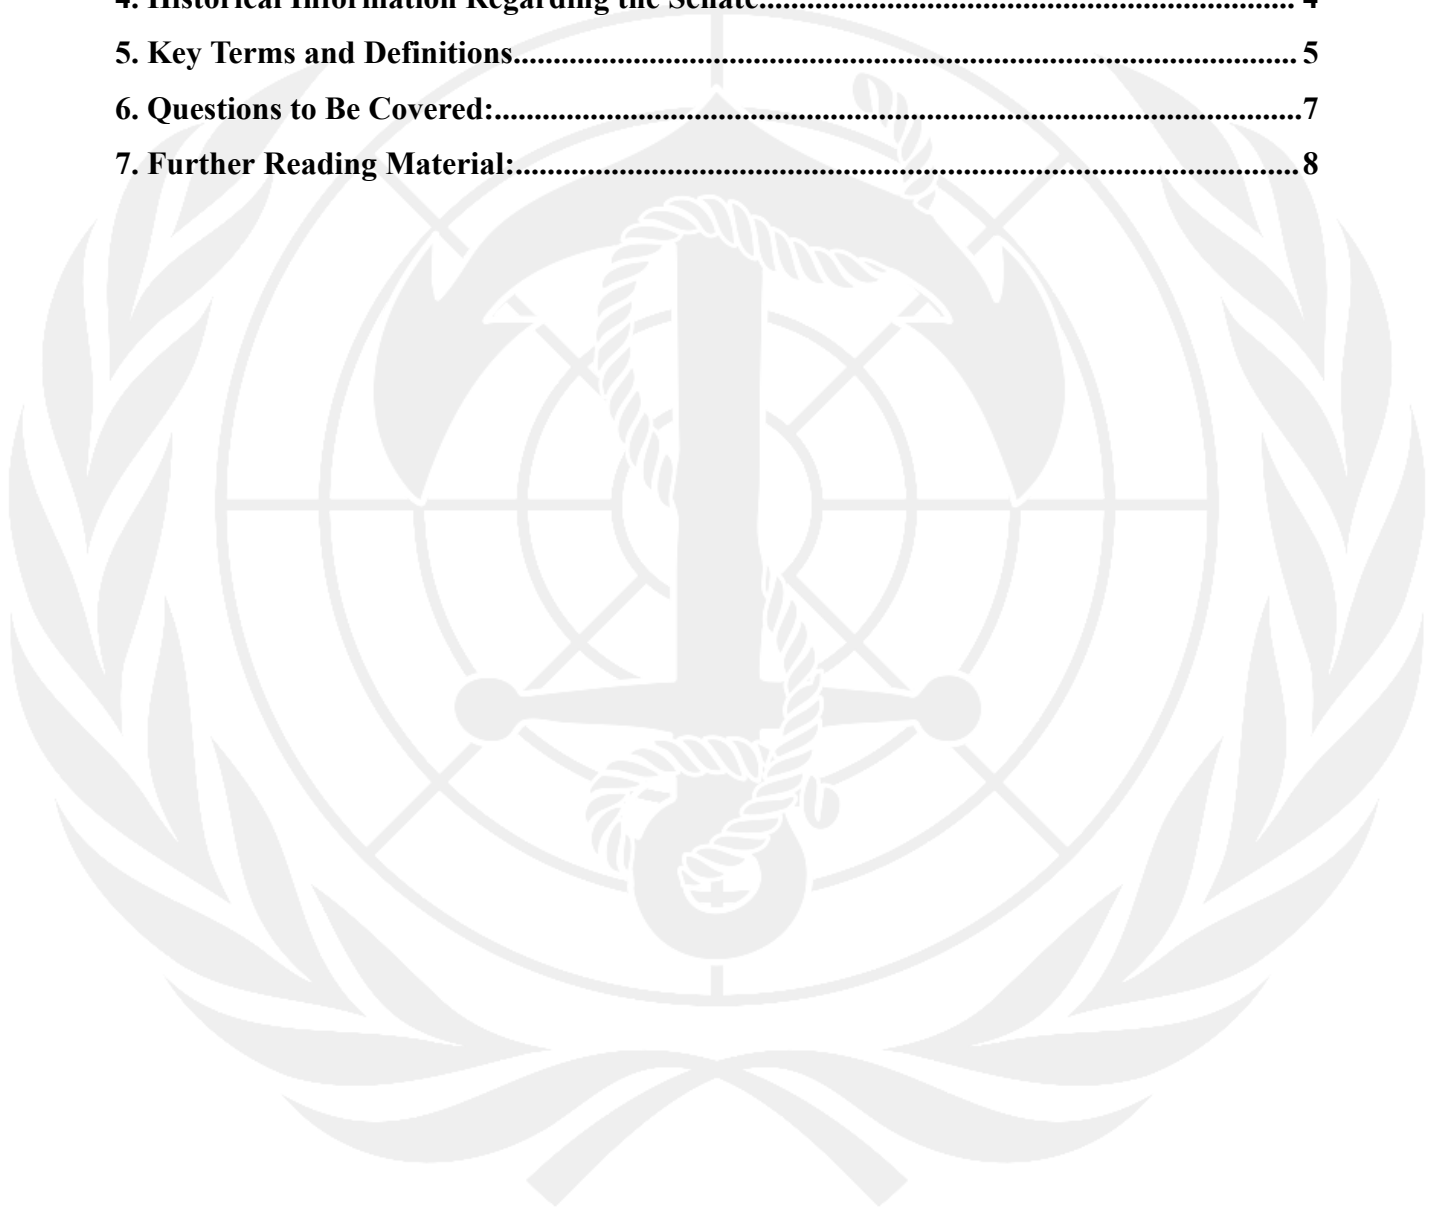 4. Historical Information Regarding the Senate........................................................................ 4
5. Key Terms and Definitions.................................................................................................. 5
6. Questions to Be Covered:.....................................................................................................7
7. Further Reading Material:.................................................................................................. 8